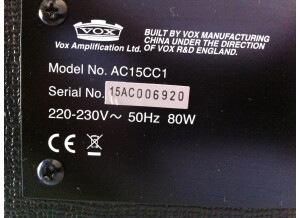 VOX
Vox Amplification Ltd.
BUILT BY VOX MANUFACTURING
CHINA UNDER THE DIRECTION
OF VOX R&D ENGLAND.
Model No. AC15CC1
Serial No. 15AC006920
220-230V～ 50Hz 80W
CE